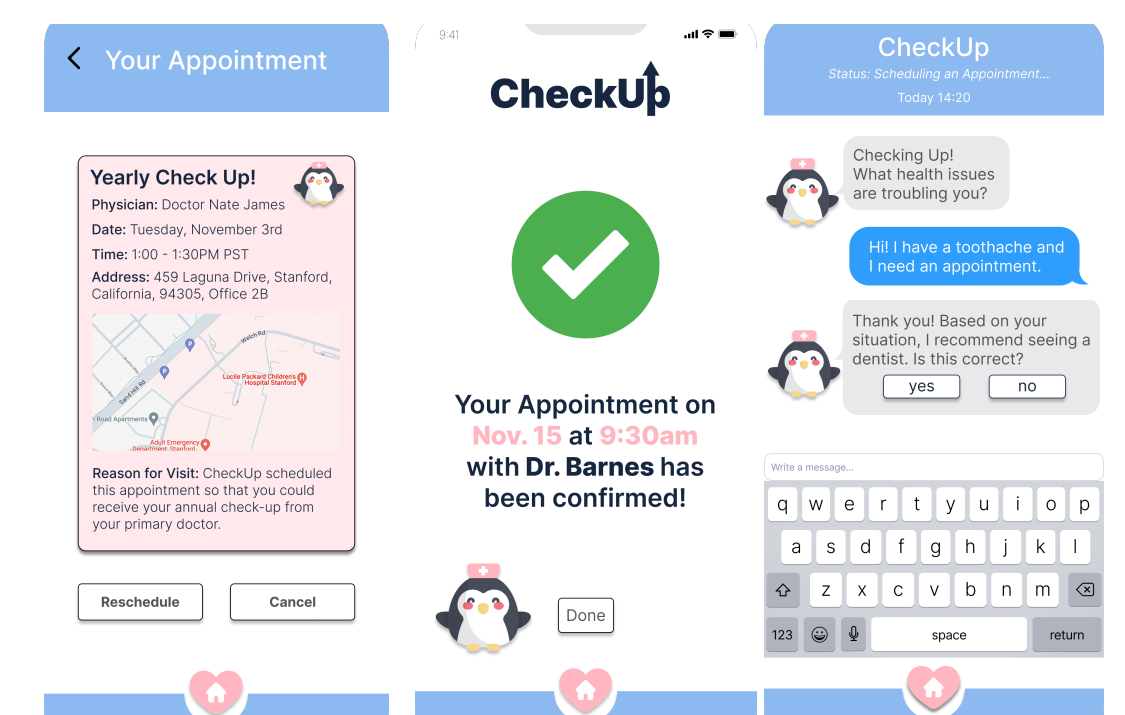 Your Appointment
Yearly Check Up!
Physician: Doctor Nate James
Date: Tuesday, November 3rd
Time: 1:00 - 1:30PM PST
Address: 459 Laguna Drive, Stanford,
California, 94305, Office 2B
Welch Rd
Sand Hill Rd
P
P
Lucile Packard Children's
Hospital Stanford
H
Road Apartments
Adult Emergency
Department, Stanford
Reason for Visit: CheckUp scheduled
this appointment so that you could
receive your annual check-up from
your primary doctor.
Reschedule
Cancel
9:41
CheckUp
Your Appointment on
Nov. 15 at 9:30am
with Dr. Barnes has
been confirmed!
Done
CheckUp
Status: Scheduling an Appointment...
Today 14:20
Checking Up!
What health issues
are troubling you?
Hi! I have a toothache and
I need an appointment.
Thank you! Based on your
situation, I recommend seeing a
dentist. Is this correct?
yes
no
Write a message...
q w e r t y u i o p
a s d f g h j k l
z x c v b n m
123
space
return